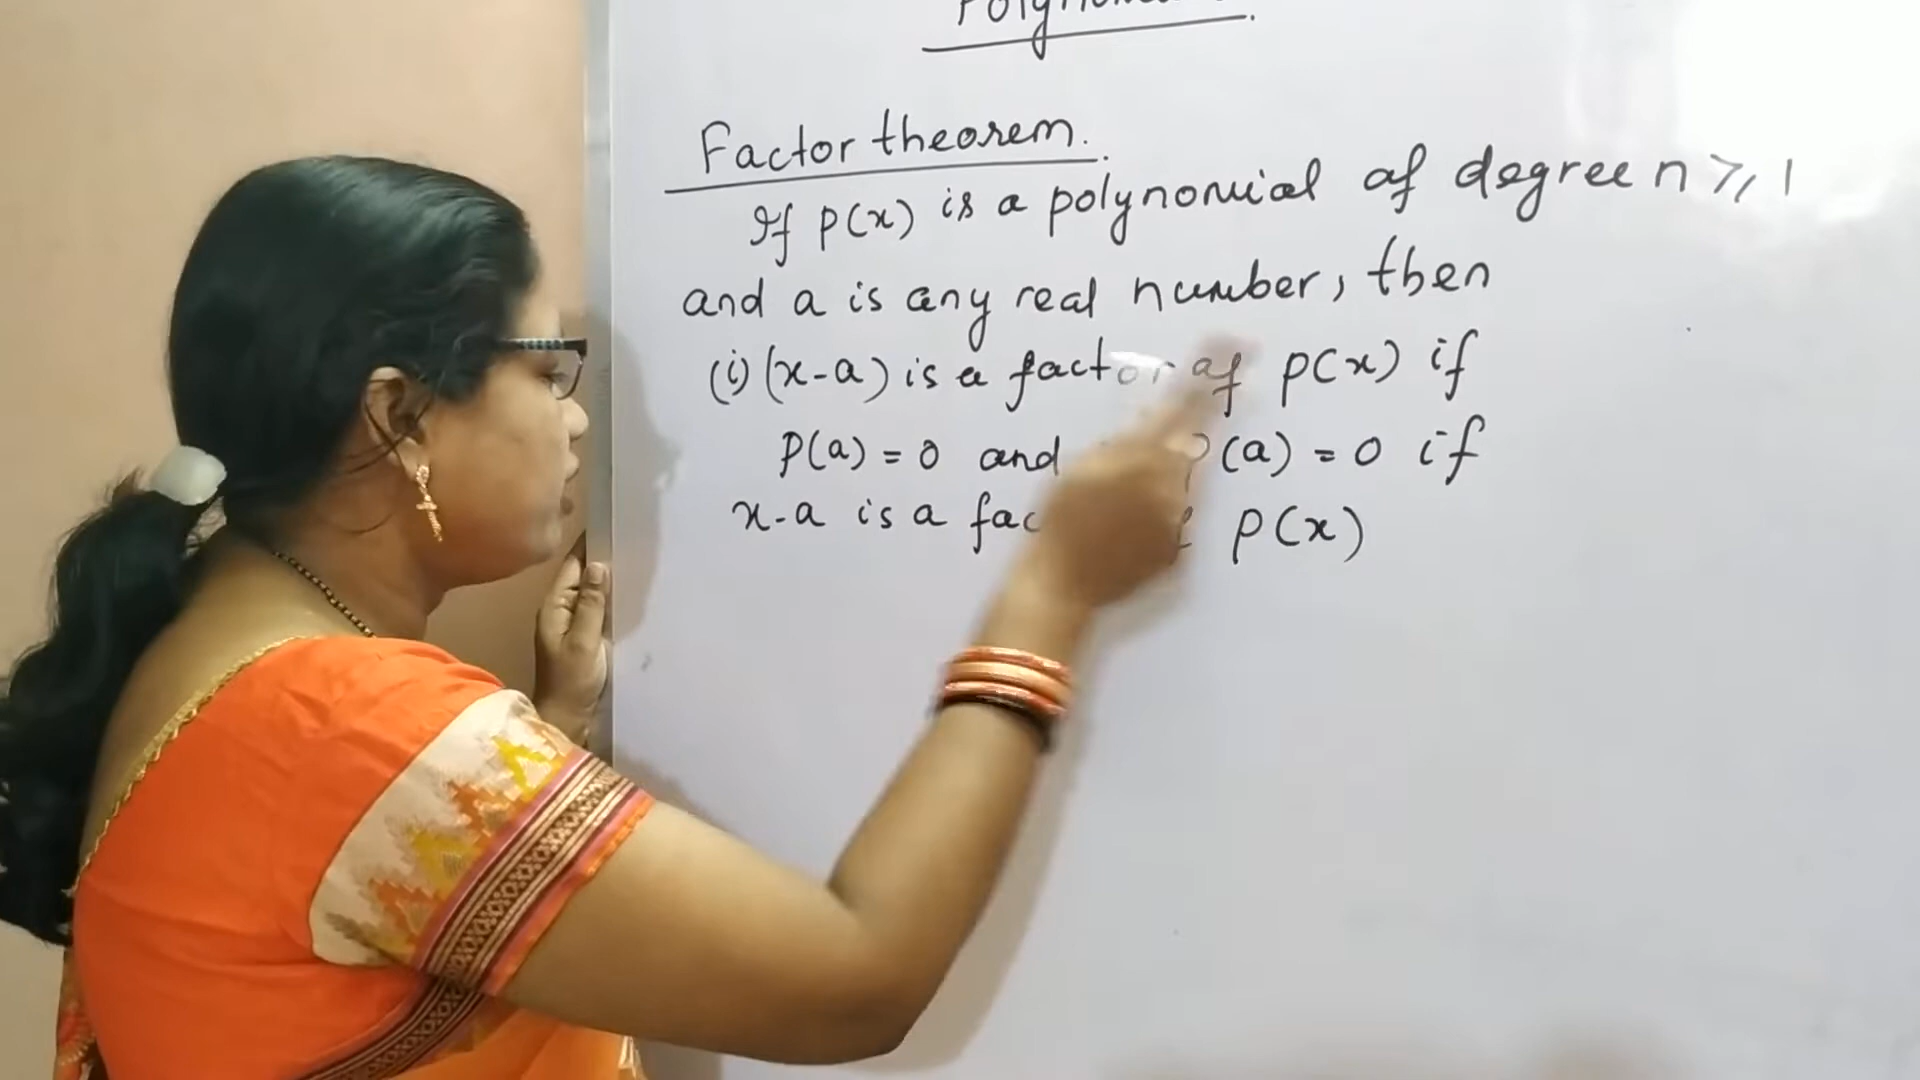 Factor theorem.
If p(x) is a polynomial of degree n ≥ 1
and a is any real number, then
(i) (x-a) is a factor of p(x) if
p(a) = 0 and p(a) = 0 if
x-a is a p(x)